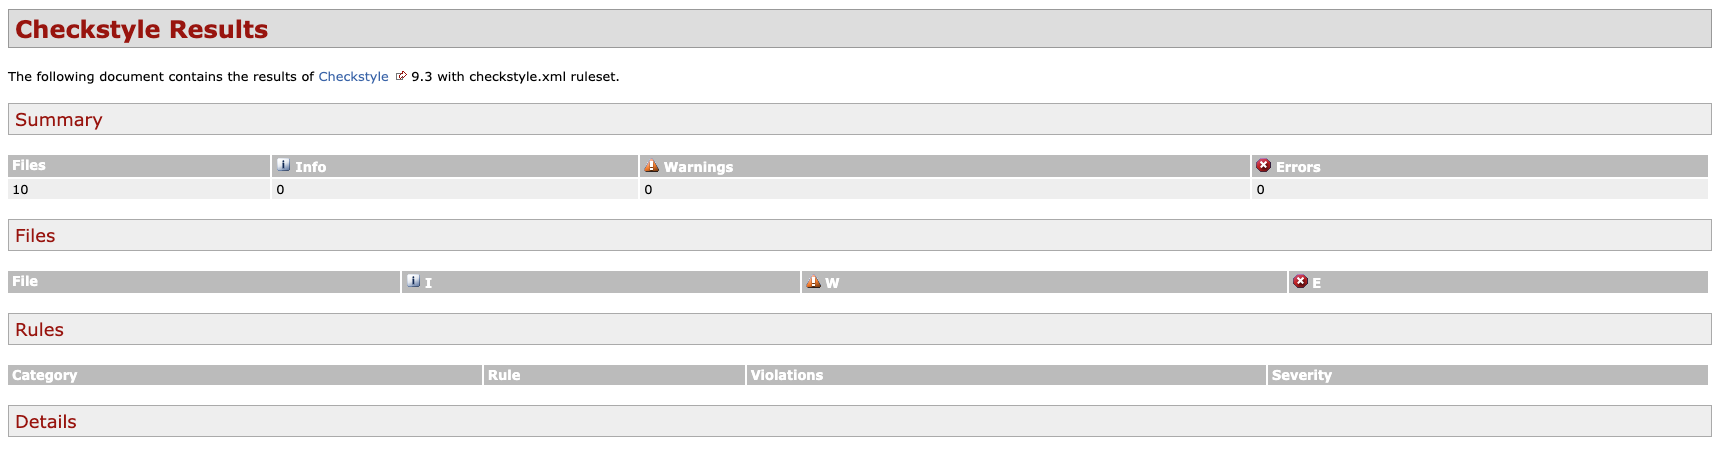 Checkstyle Results
The following document contains the results of Checkstyle 9.3 with checkstyle.xml ruleset.
Summary
Files Info Warnings Errors
10 0 0 0
Files
File I W E
Rules
Category Rule Violations Severity
Details